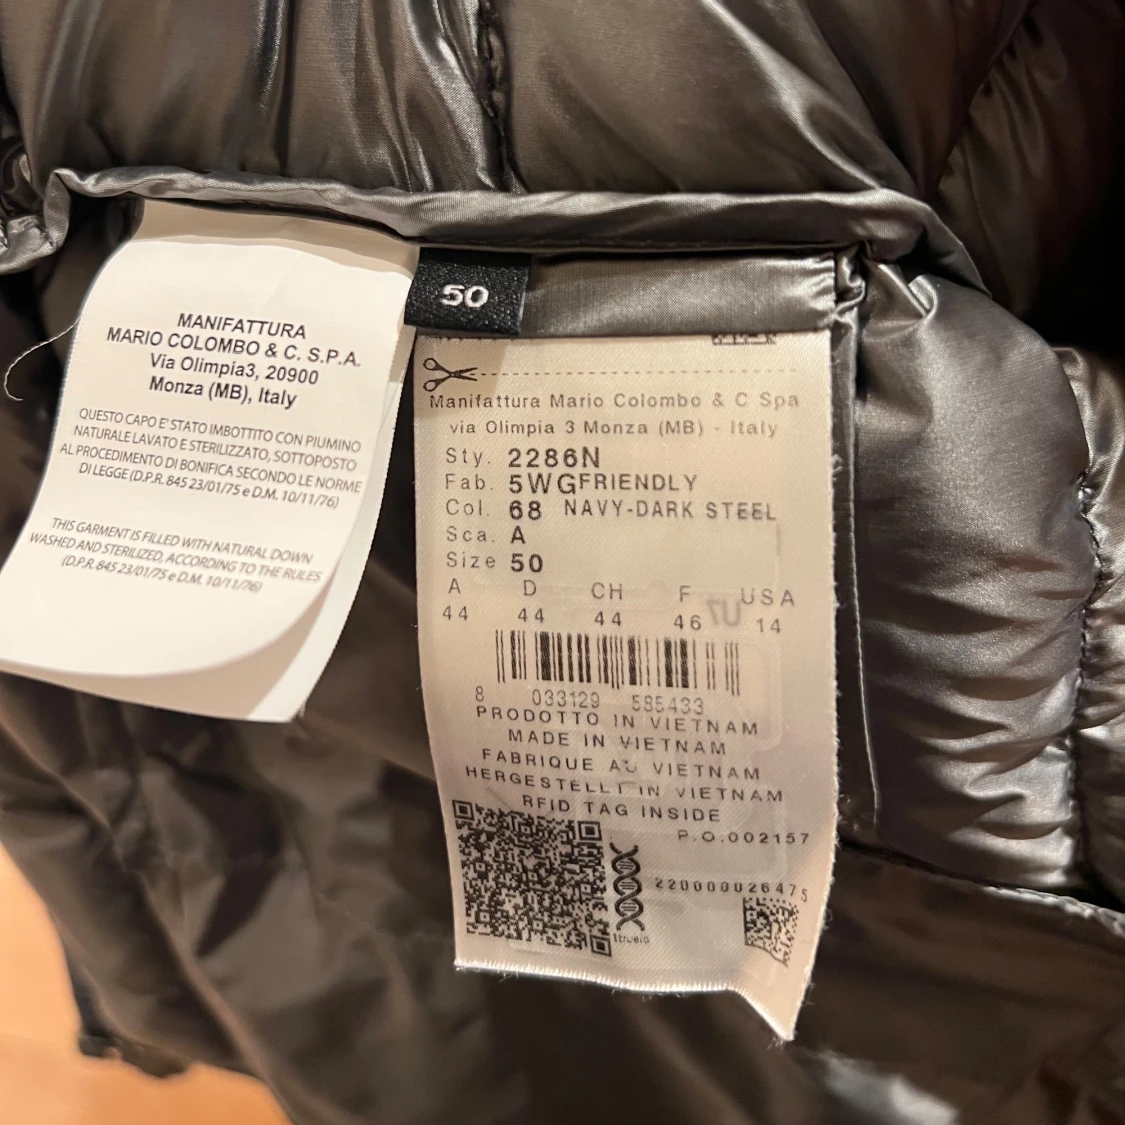 MANIFATTURA
MARIO COLOMBO & C. S.P.A.
Via Olimpia3, 20900
Monza (MB), Italy
QUESTO CAPO E' STATO IMBOTTITO CON PIUMINO
NATURALE LAVATO E STERILIZZATO, SOTTOPOSTO
AL PROCEDIMENTO DI BONIFICA SECONDO LE NORME
DI LEGGE (D.P.R. 845 23/01/75 e D.M. 10/11/76)
THIS GARMENT IS FILLED WITH NATURAL DOWN
WASHED AND STERILIZED, ACCORDING TO THE RULES
(D.P.R. 845 23/01/75 e D.M. 10/11/76)
50
Manifattura Mario Colombo & C Spa
via Olimpia 3 Monza (MB) - Italy
Sty. 2286N
Fab. 5WGFRIENDLY
Col. 68 NAVY-DARK STEEL
Sca. A
Size 50
A D CH F USA
44 44 44 46 14
8 033129 585433
PRODOTTO IN VIETNAM
MADE IN VIETNAM
FABRIQUE AU VIETNAM
HERGESTELLT IN VIETNAM
RFID TAG INSIDE
P.O.002157
220000026475